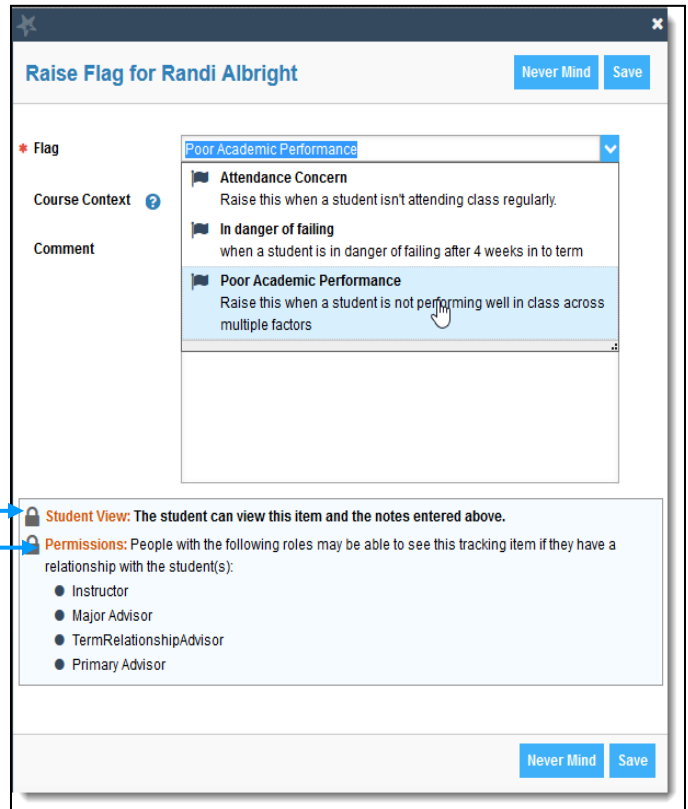 Raise Flag for Randi Albright
Never Mind
Save
* Flag
Poor Academic Performance
Attendance Concern
Raise this when a student isn't attending class regularly.
Course Context ?
In danger of failing
when a student is in danger of failing after 4 weeks in to term
Comment
Poor Academic Performance
Raise this when a student is not performing well in class across
multiple factors
Student View: The student can view this item and the notes entered above.
Permissions: People with the following roles may be able to see this tracking item if they have a
relationship with the student(s):
Instructor
Major Advisor
TermRelationshipAdvisor
Primary Advisor
Never Mind
Save